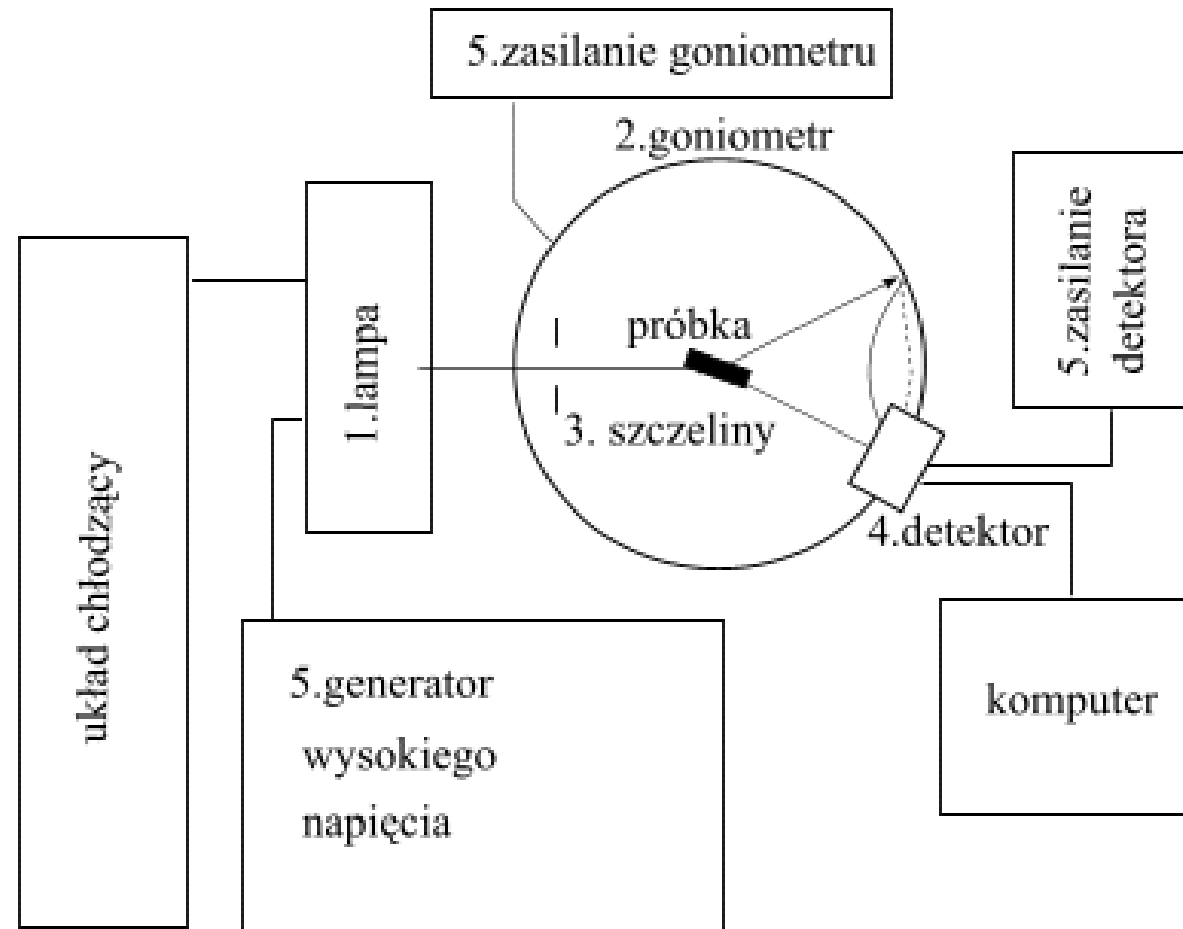 5.zasilanie goniometru
2.goniometr
5.zasilanie
detektora
1.lampa
próbka
3. szczeliny
4.detektor
układ chłodzący
5.generator
wysokiego
napięcia
komputer